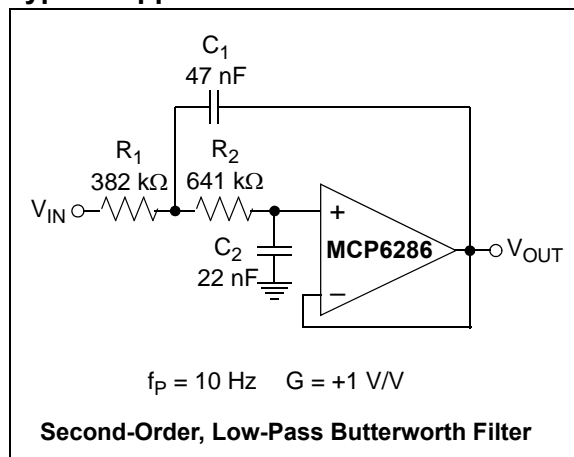 C1
47 nF
R1 R2
382 kΩ 641 kΩ
VIN
+
MCP6286
VOUT
C2
22 nF
−
fP = 10 Hz G = +1 V/V
Second-Order, Low-Pass Butterworth Filter